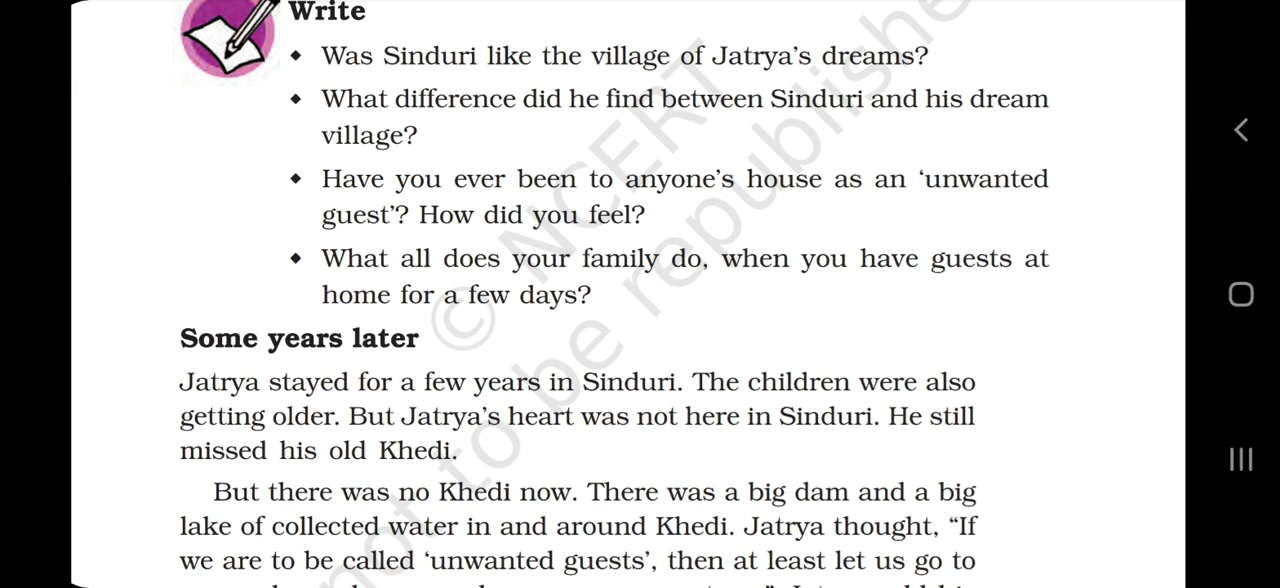 Write
• Was Sinduri like the village of Jatrya's dreams?
• What difference did he find between Sinduri and his dream
village?
• Have you ever been to anyone's house as an 'unwanted
guest'? How did you feel?
• What all does your family do, when you have guests at
home for a few days?
Some years later
Jatrya stayed for a few years in Sinduri. The children were also
getting older. But Jatrya's heart was not here in Sinduri. He still
missed his old Khedi.
But there was no Khedi now. There was a big dam and a big
lake of collected water in and around Khedi. Jatrya thought, "If
we are to be called 'unwanted guests', then at least let us go to
© NCERT
not to be republishe